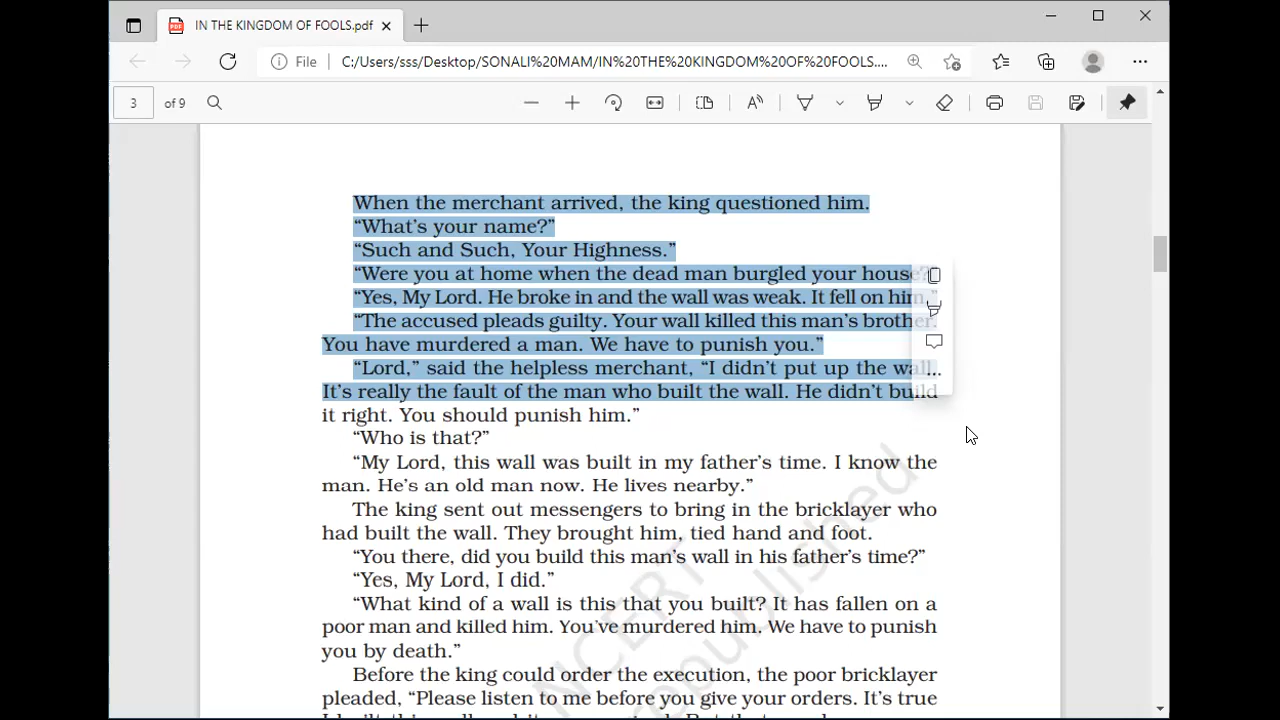 IN THE KINGDOM OF FOOLS.pdf
File C:/Users/sss/Desktop/SONALI%20MAM/IN%20THE%20KINGDOM%20OF%20FOOLS....
3 of 9
When the merchant arrived, the king questioned him.
“What’s your name?”
“Such and Such, Your Highness.”
“Were you at home when the dead man burgled your house?”
“Yes, My Lord. He broke in and the wall was weak. It fell on him.”
“The accused pleads guilty. Your wall killed this man’s brother.
You have murdered a man. We have to punish you.”
“Lord,” said the helpless merchant, “I didn’t put up the wall.
It’s really the fault of the man who built the wall. He didn’t build
it right. You should punish him.”
“Who is that?”
“My Lord, this wall was built in my father’s time. I know the
man. He’s an old man now. He lives nearby.”
The king sent out messengers to bring in the bricklayer who
had built the wall. They brought him, tied hand and foot.
“You there, did you build this man’s wall in his father’s time?”
“Yes, My Lord, I did.”
“What kind of a wall is this that you built? It has fallen on a
poor man and killed him. You’ve murdered him. We have to punish
you by death.”
Before the king could order the execution, the poor bricklayer
pleaded, “Please listen to me before you give your orders. It’s true
NCERT
republished